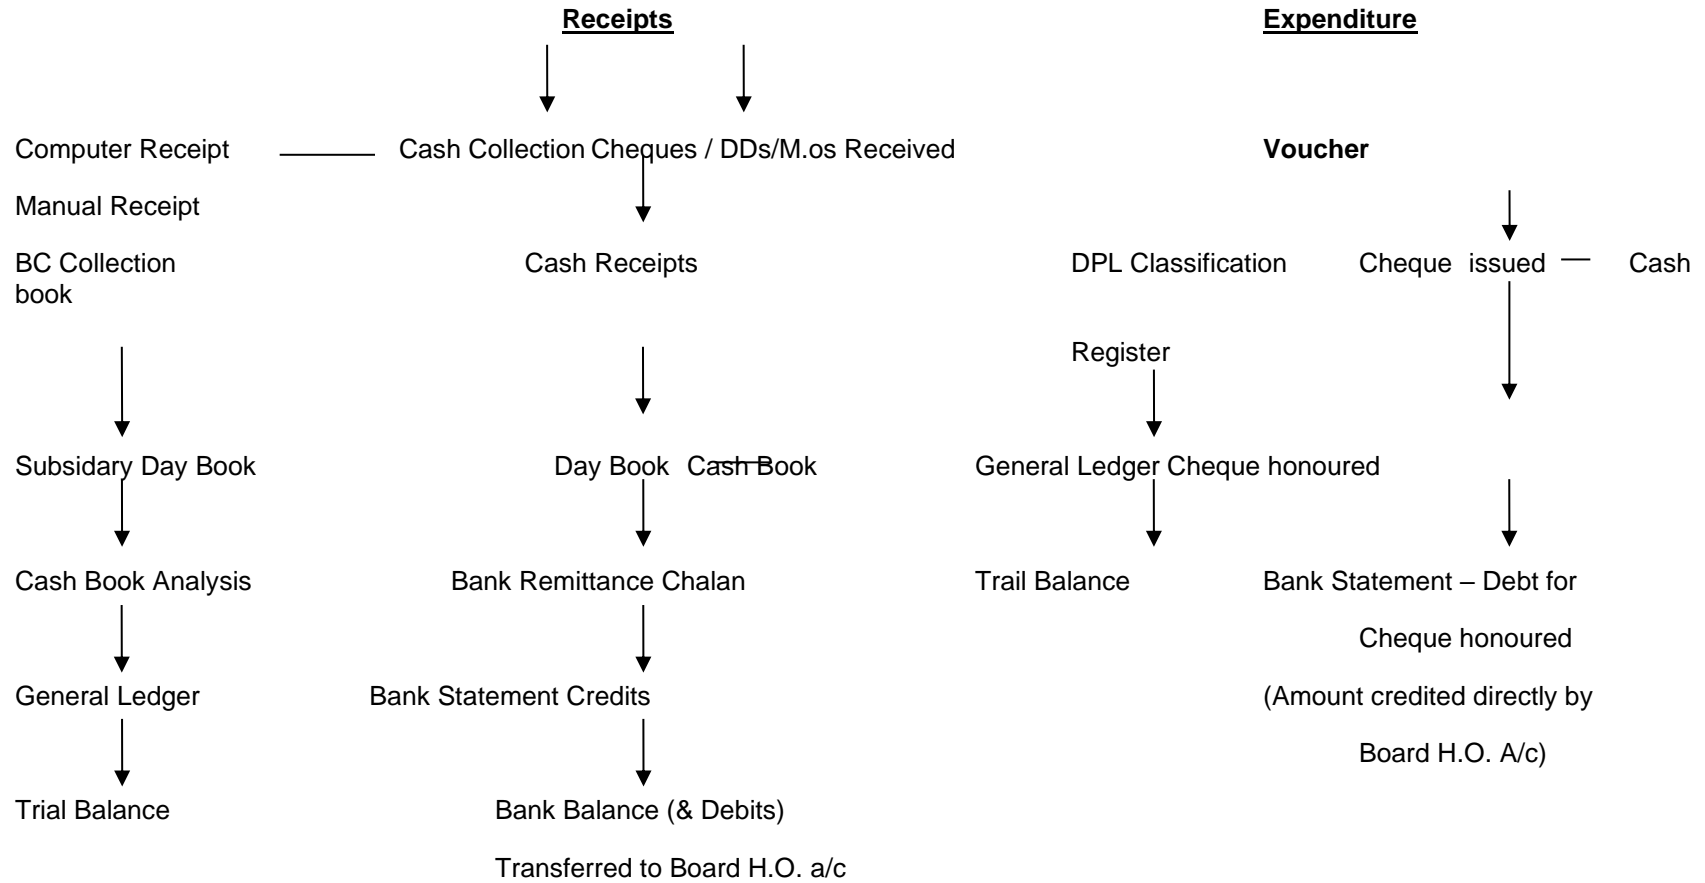 Receipts Expenditure
Computer Receipt Cash Collection Cheques / DDs/M.os Received Voucher
Manual Receipt
BC Collection Cash Receipts DPL Classification Cheque issued Cash
book
Register
Subsidary Day Book Day Book Cash Book General Ledger Cheque honoured
Cash Book Analysis Bank Remittance Chalan Trail Balance Bank Statement – Debt for
Cheque honoured
General Ledger Bank Statement Credits (Amount credited directly by
Board H.O. A/c)
Trial Balance Bank Balance (& Debits)
Transferred to Board H.O. a/c